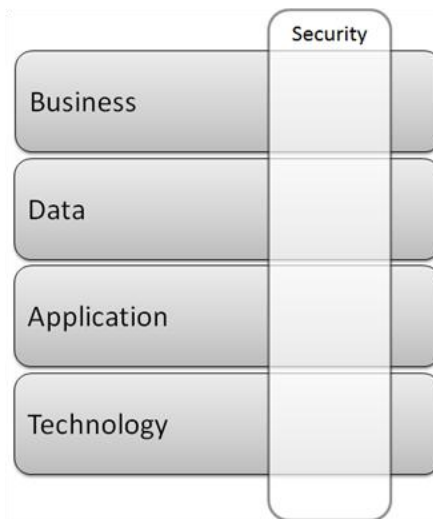 Security
Business
Data
Application
Technology